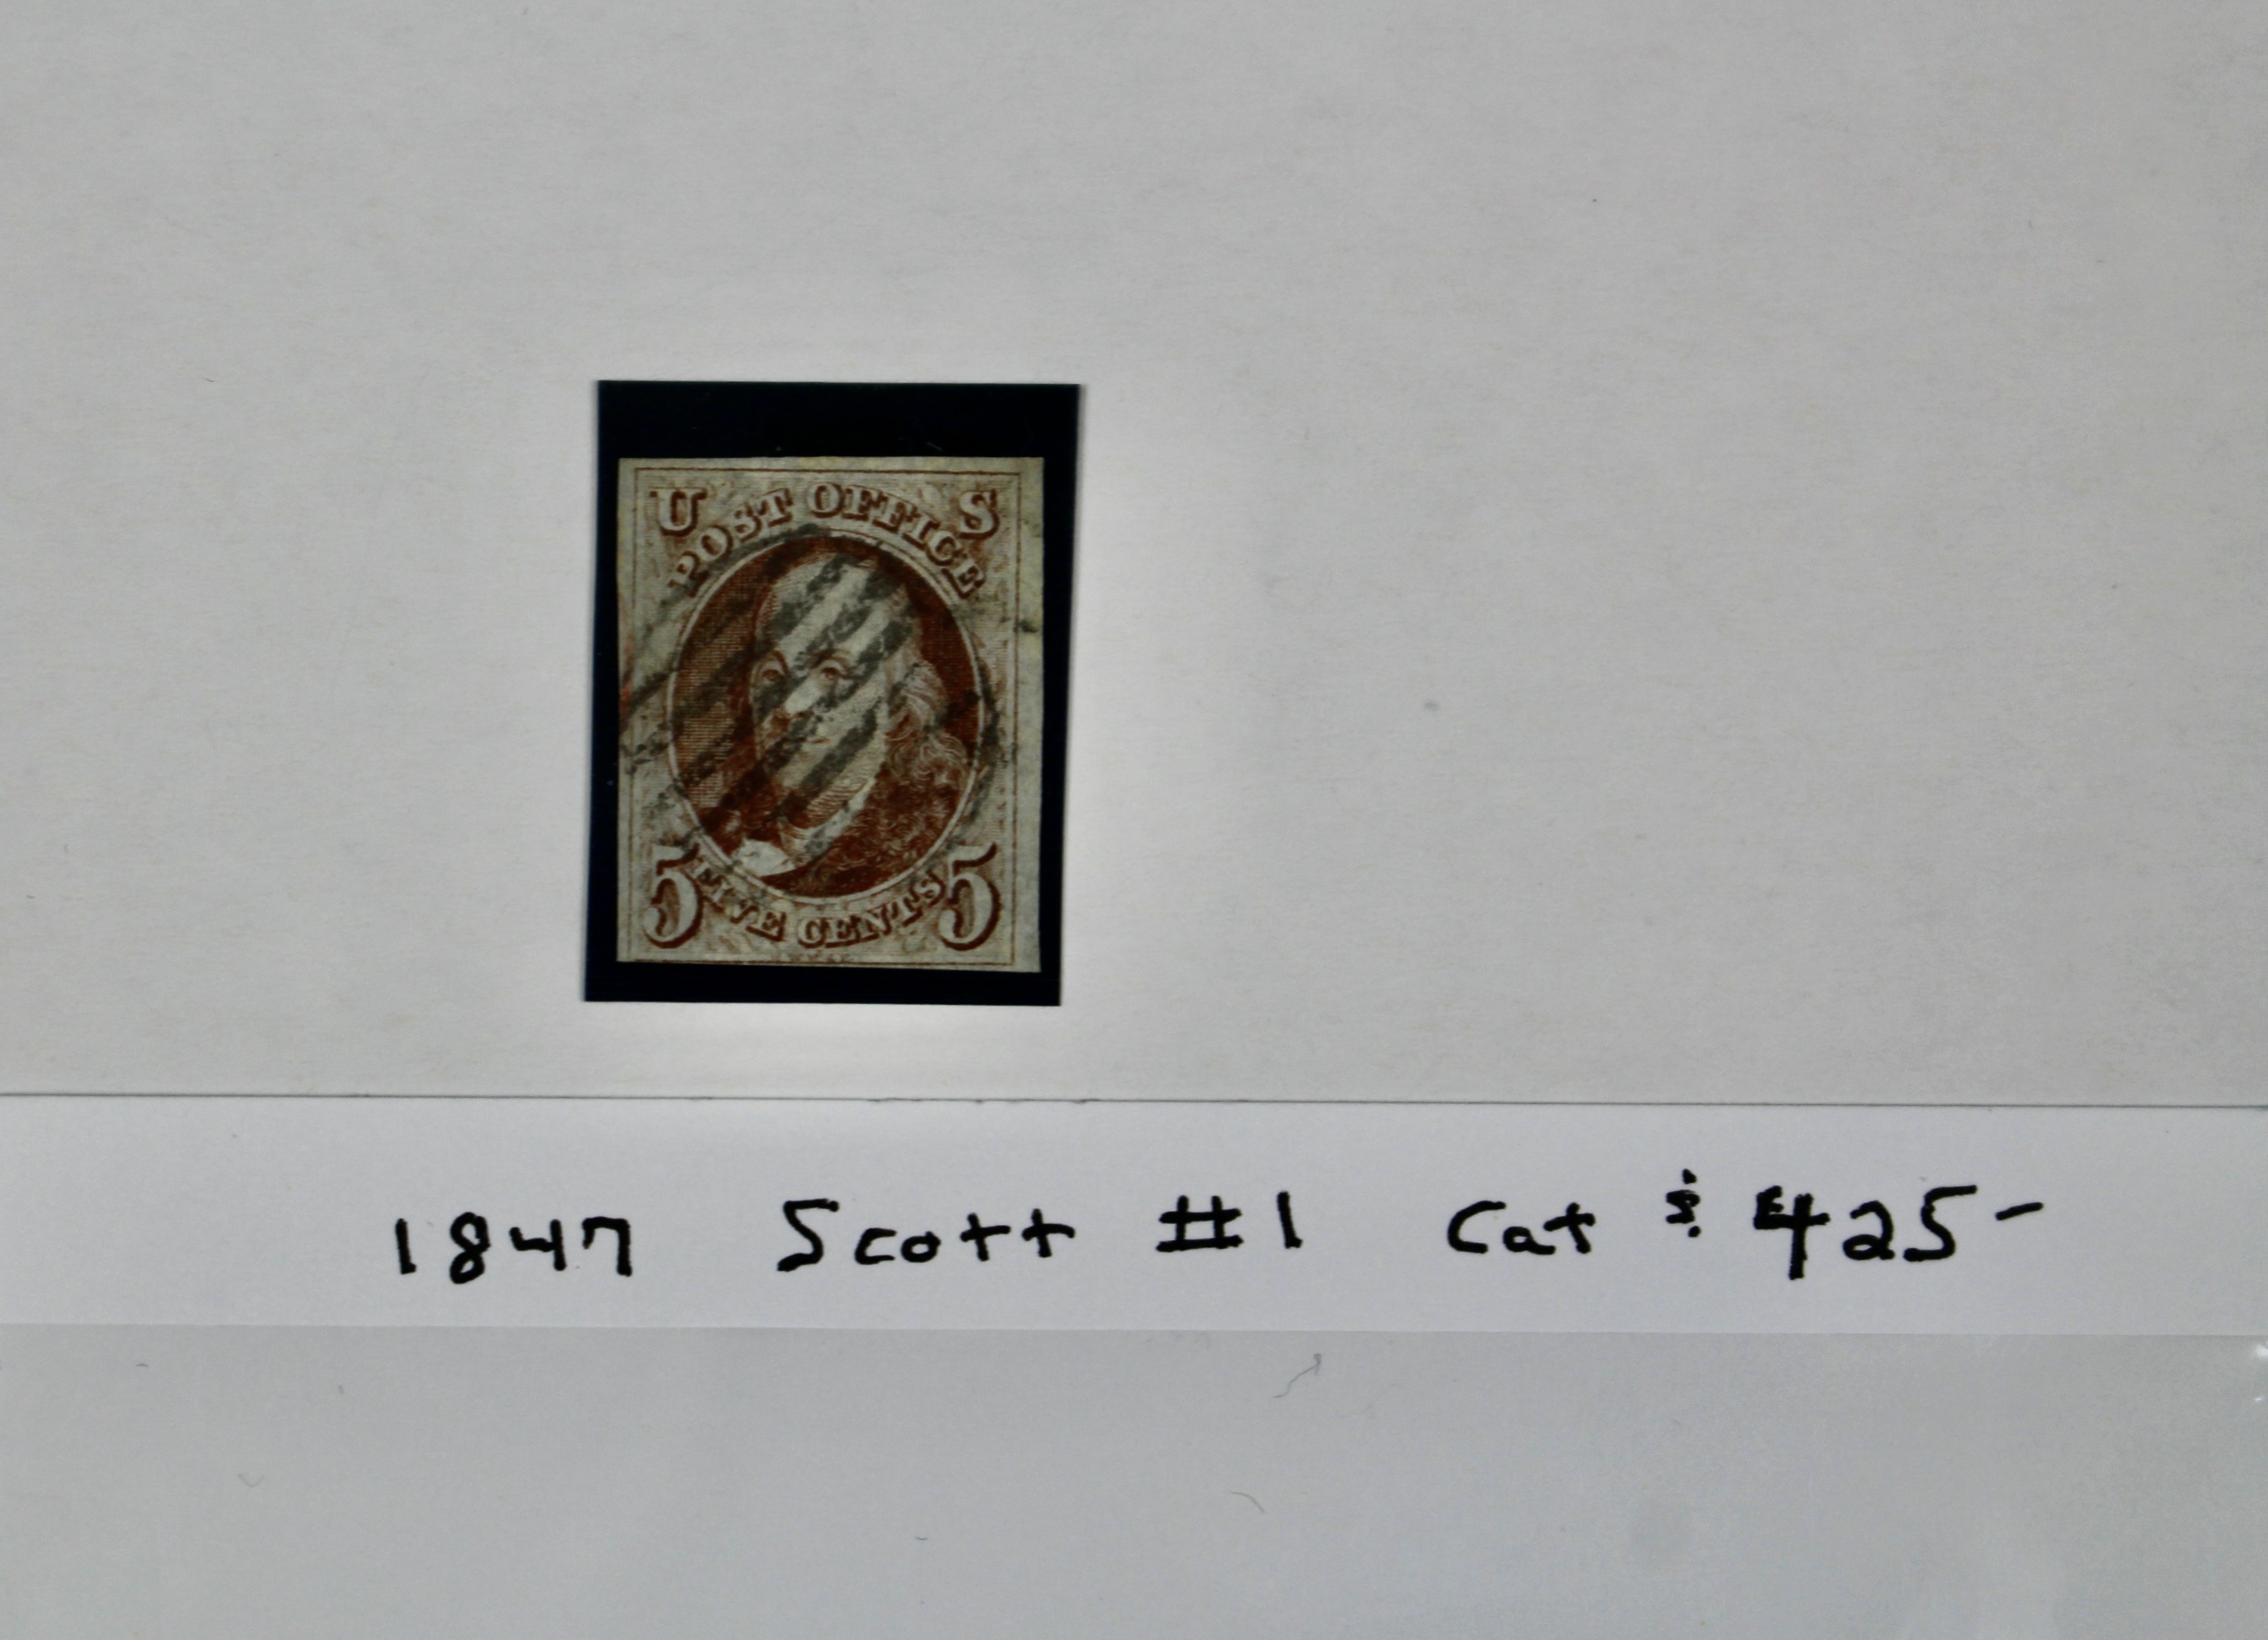 U S
POST OFFICE
5 FIVE CENTS 5
1847 Scott #1 Cat $ 425-